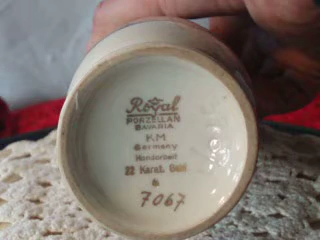 Royal
PORZELLAN
BAVARIA
KM
Germany
Handarbeit
22 Karat Gold
6
7067